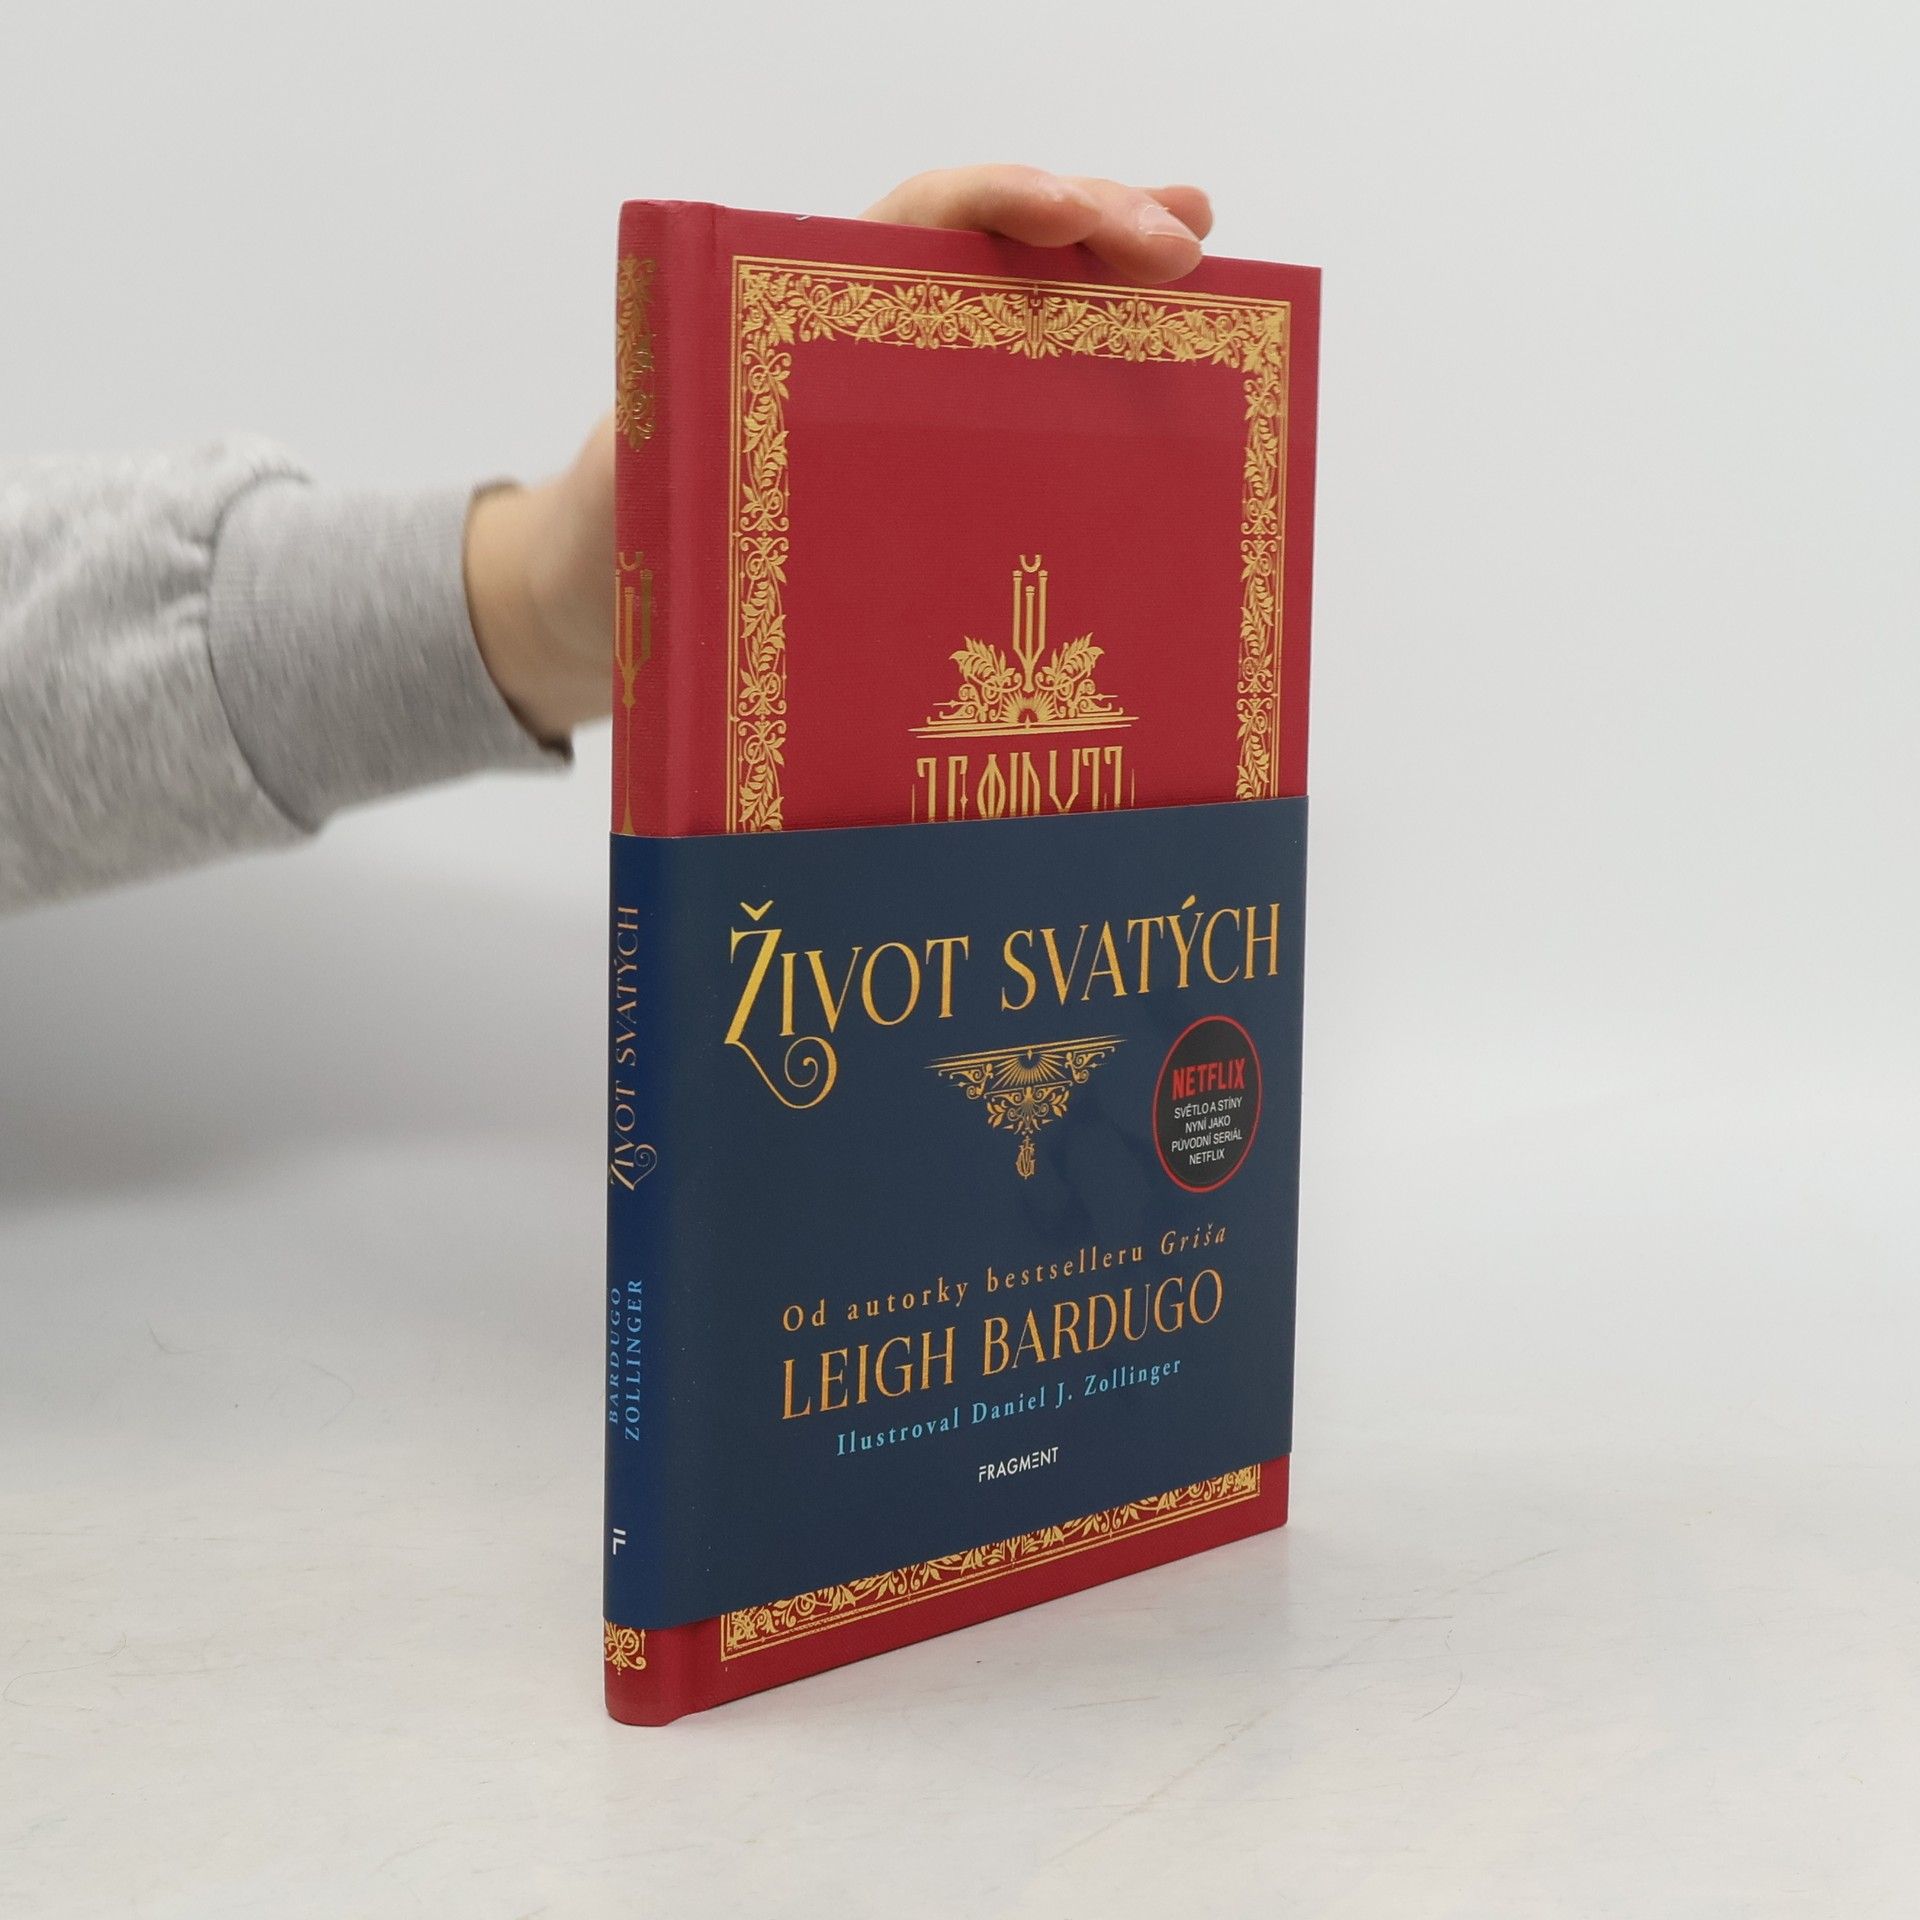 ŽIVOT SVATÝCH
NETFLIX
SVĚTLO A STÍNY
NYNÍ JAKO
PŮVODNÍ SERIÁL
NETFLIX
Od autorky bestselleru Griša
LEIGH BARDUGO
Ilustroval Daniel J. Zollinger
FRAGMENT
ŽIVOT SVATÝCH
BARDUGO
ZOLLINGER
F